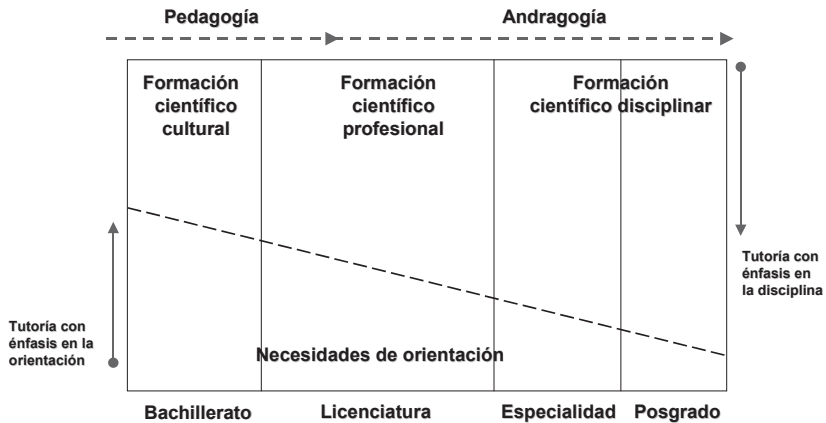 Pedagogía
Andragogía
Formación
científico
cultural
Formación
científico
profesional
Formación
científico disciplinar
Tutoría con
énfasis en
la disciplina
Tutoría con
énfasis en la
orientación
Necesidades de orientación
Bachillerato
Licenciatura
Especialidad
Posgrado